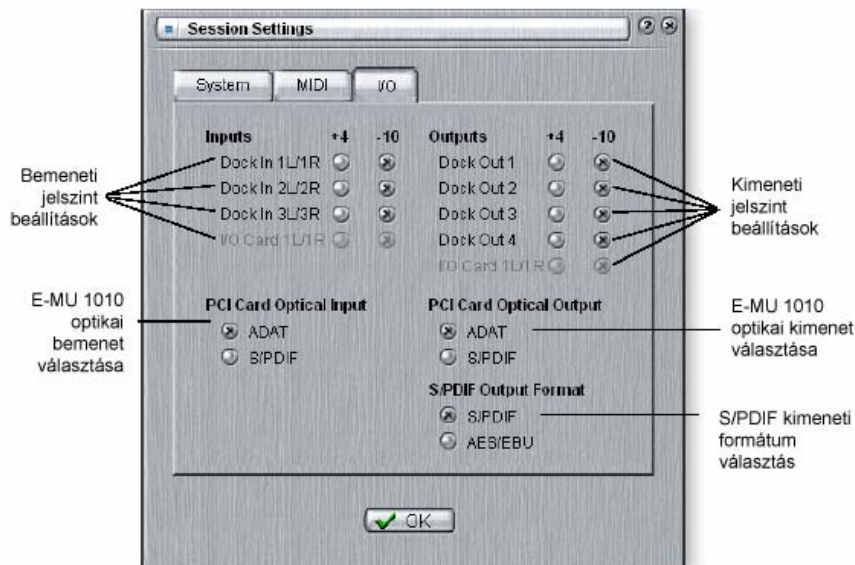 Session Settings
System MIDI I/O
Inputs +4 -10
Dock In 1L/1R
Dock In 2L/2R
Dock In 3L/3R
I/O Card 1L/1R
Outputs +4 -10
Dock Out 1
Dock Out 2
Dock Out 3
Dock Out 4
I/O Card 1L/1R
Bemeneti
jelszint
beállítások
Kimeneti
jelszint
beállítások
E-MU 1010
optikai
bemenet
választása
PCI Card Optical Input
ADAT
S/PDIF
PCI Card Optical Output
ADAT
S/PDIF
E-MU 1010
optikai kimenet
választása
S/PDIF Output Format
S/PDIF
AES/EBU
S/PDIF kimeneti
formátum
választás
OK